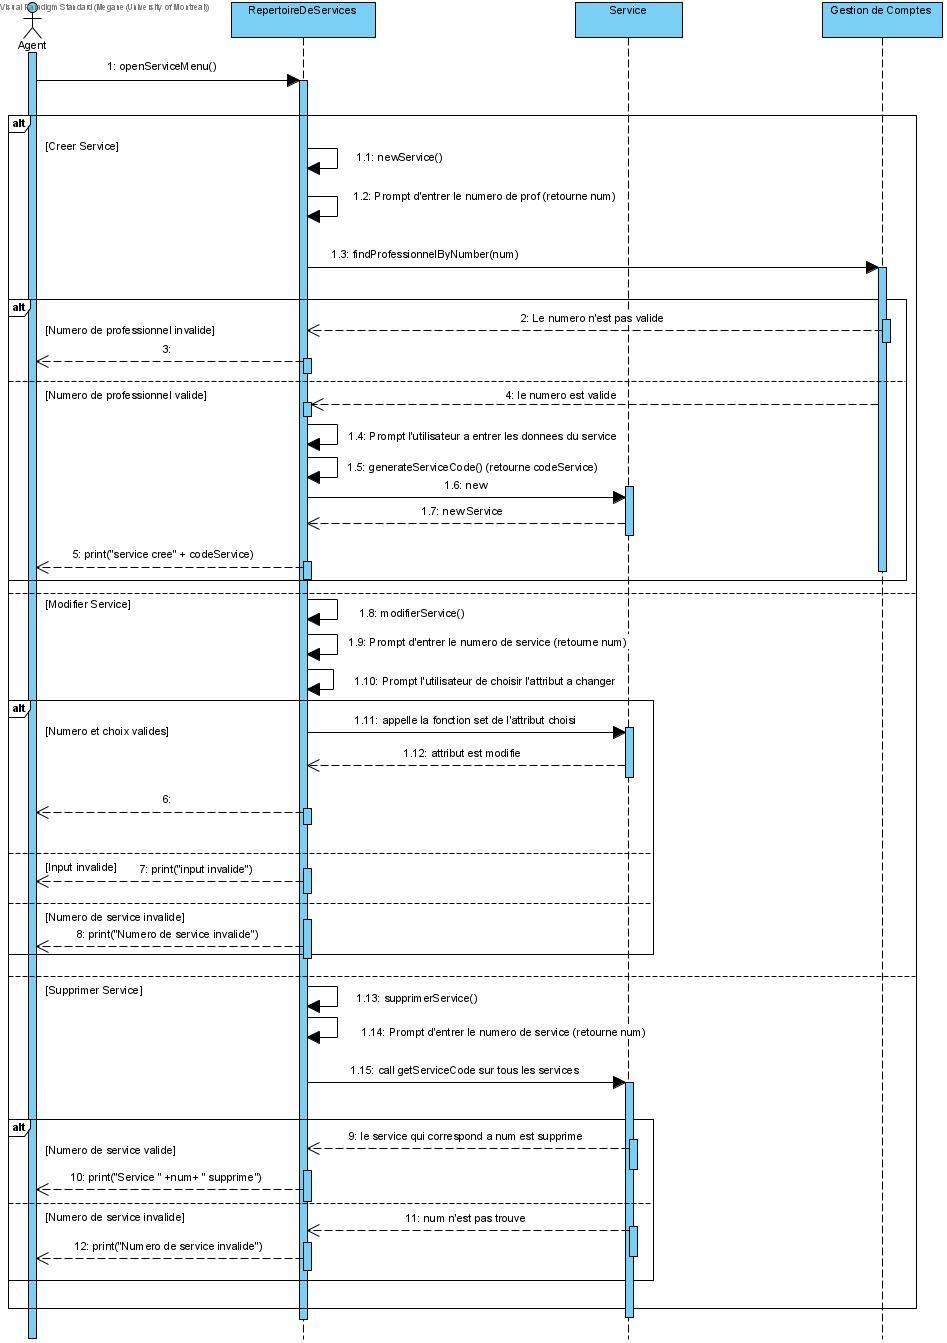 Visual Paradigm Standard (Megane (University of Montreal))
RepertoireDeServices
Service
Gestion de Comptes
Agent
1: openServiceMenu()
alt
[Creer Service]
1.1: newService()
1.2: Prompt d'entrer le numero de prof (retourne num)
1.3: findProfessionnelByNumber(num)
alt
2: Le numero n'est pas valide
[Numero de professionnel invalide]
3:
[Numero de professionnel valide]
4: le numero est valide
1.4: Prompt l'utilisateur a entrer les donnees du service
1.5: generateServiceCode() (retourne codeService)
1.6: new
1.7: newService
5: print("service cree" + codeService)
[Modifier Service]
1.8: modifierService()
1.9: Prompt d'entrer le numero de service (retourne num)
1.10: Prompt l'utilisateur de choisir l'attribut a changer
alt
1.11: appelle la fonction set de l'attribut choisi
[Numero et choix valides]
1.12: attribut est modifie
6:
[Input invalide]
7: print("input invalide")
[Numero de service invalide]
8: print("Numero de service invalide")
[Supprimer Service]
1.13: supprimerService()
1.14: Prompt d'entrer le numero de service (retourne num)
1.15: call getServiceCode sur tous les services
alt
9: le service qui correspond a num est supprime
[Numero de service valide]
10: print("Service " +num+ " supprime")
[Numero de service invalide]
11: num n'est pas trouve
12: print("Numero de service invalide")